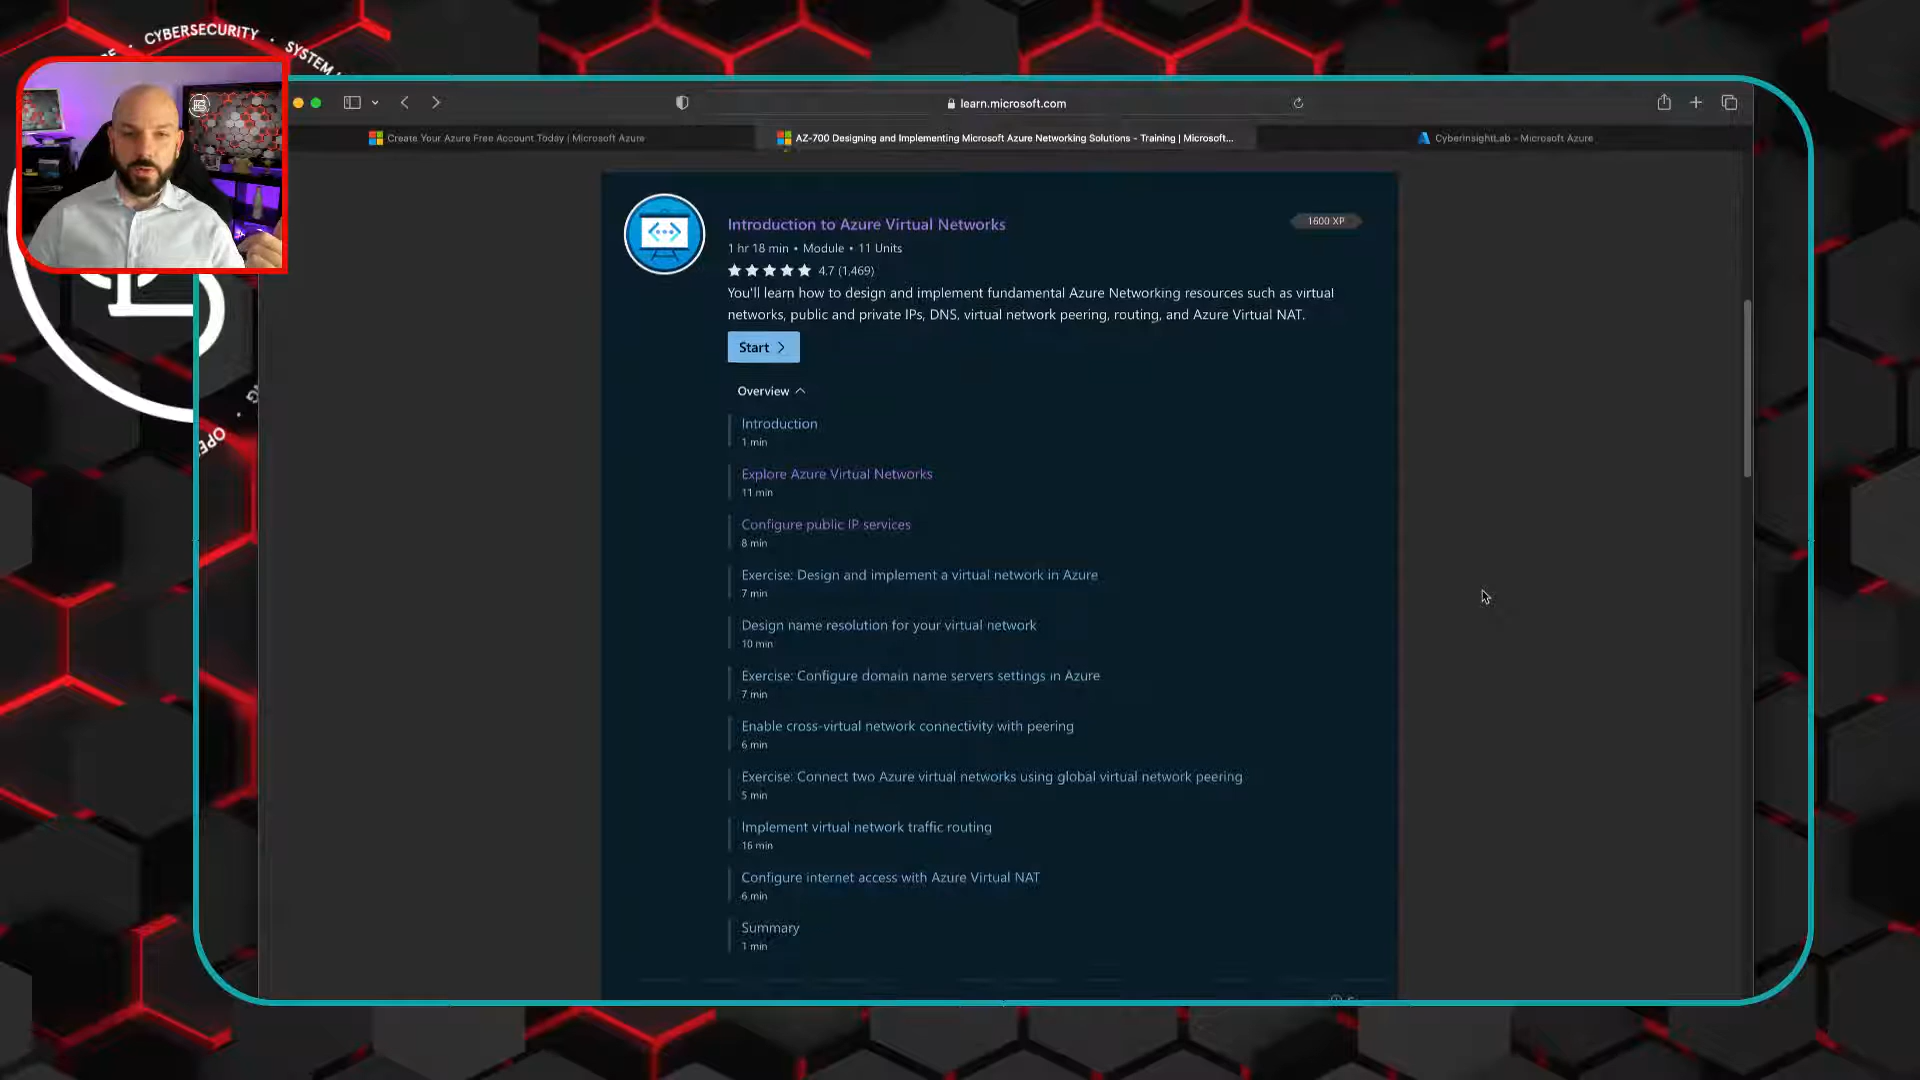 CYBERSECURITY · SYSTEM
learn.microsoft.com
Create Your Azure Free Account Today | Microsoft Azure
AZ-700 Designing and Implementing Microsoft Azure Networking Solutions - Training | Microsoft...
CyberInsightLab - Microsoft Azure
Introduction to Azure Virtual Networks
1600 XP
1 hr 18 min • Module • 11 Units
4.7 (1,469)
You'll learn how to design and implement fundamental Azure Networking resources such as virtual
networks, public and private IPs, DNS, virtual network peering, routing, and Azure Virtual NAT.
Start
Overview
Introduction
1 min
Explore Azure Virtual Networks
11 min
Configure public IP services
8 min
Exercise: Design and implement a virtual network in Azure
7 min
Design name resolution for your virtual network
10 min
Exercise: Configure domain name servers settings in Azure
7 min
Enable cross-virtual network connectivity with peering
6 min
Exercise: Connect two Azure virtual networks using global virtual network peering
5 min
Implement virtual network traffic routing
16 min
Configure internet access with Azure Virtual NAT
6 min
Summary
1 min